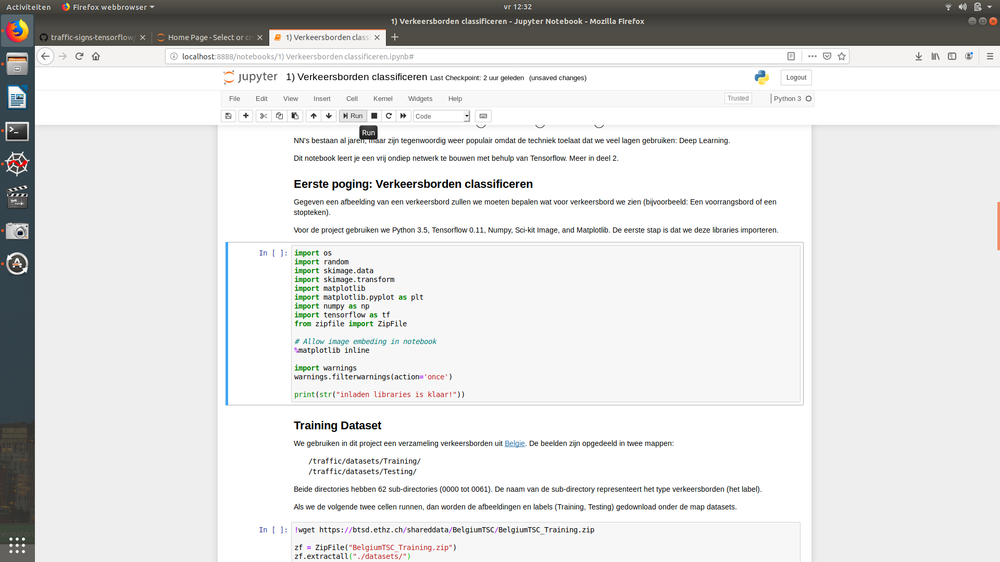 Activiteiten Firefox webbrowser vr 12:32
1) Verkeersborden classificeren - Jupyter Notebook - Mozilla Firefox
traffic-signs-tensorflow/ Home Page - Select or cr 1) Verkeersborden class
localhost:8888/notebooks/1) Verkeersborden classificeren.ipynb#
jupyter 1) Verkeersborden classificeren Last Checkpoint: 2 uur geleden (unsaved changes) Logout
File Edit View Insert Cell Kernel Widgets Help Trusted Python 3
Run Code
Run
NN's bestaan al jaren, maar zijn tegenwoordig weer populair omdat de techniek toelaat dat we veel lagen gebruiken: Deep Learning.
Dit notebook leert je een vrij ondiep netwerk te bouwen met behulp van Tensorflow. Meer in deel 2.
Eerste poging: Verkeersborden classificeren
Gegeven een afbeelding van een verkeersbord zullen we moeten bepalen wat voor verkeersbord we zien (bijvoorbeeld: Een voorrangsbord of een
stopteken).
Voor de project gebruiken we Python 3.5, Tensorflow 0.11, Numpy, Sci-kit Image, and Matplotlib. De eerste stap is dat we deze libraries importeren.
In [ ]: import os
import random
import skimage.data
import skimage.transform
import matplotlib
import matplotlib.pyplot as plt
import numpy as np
import tensorflow as tf
from zipfile import ZipFile
# Allow image embeding in notebook
%matplotlib inline
import warnings
warnings.filterwarnings(action='once')
print(str("inladen libraries is klaar!"))
Training Dataset
We gebruiken in dit project een verzameling verkeersborden uit Belgie. De beelden zijn opgedeeld in twee mappen:
/traffic/datasets/Training/
/traffic/datasets/Testing/
Beide directories hebben 62 sub-directories (0000 tot 0061). De naam van de sub-directory representeert het type verkeersborden (het label).
Als we de volgende twee cellen runnen, dan worden de afbeeldingen en labels (Training, Testing) gedownload onder de map datasets.
In [ ]: !wget https://btsd.ethz.ch/shareddata/BelgiumTSC/BelgiumTSC_Training.zip
zf = ZipFile("BelgiumTSC_Training.zip")
zf.extractall("./datasets/")